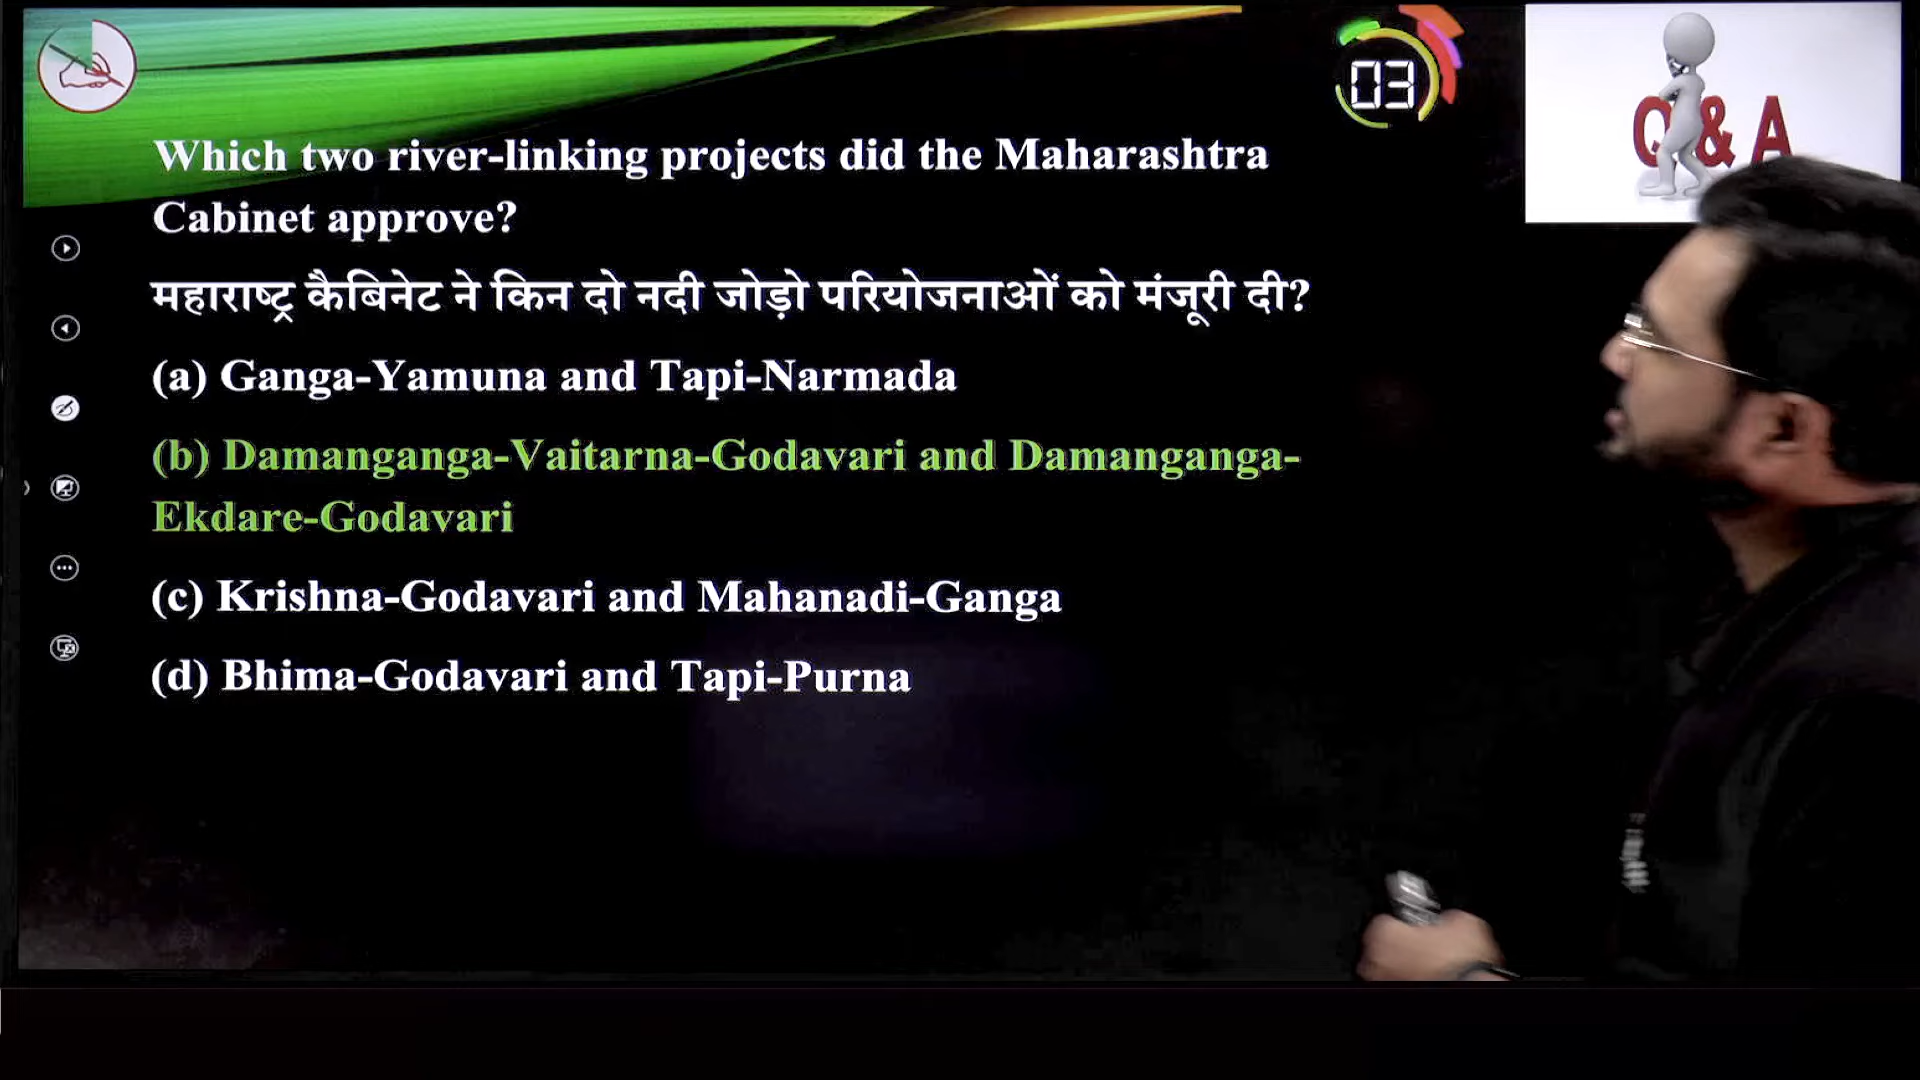 03
Q & A
Which two river-linking projects did the Maharashtra
Cabinet approve?
महाराष्ट्र कैबिनेट ने किन दो नदी जोड़ो परियोजनाओं को मंजूरी दी?
(a) Ganga-Yamuna and Tapi-Narmada
(b) Damanganga-Vaitarna-Godavari and Damanganga-
Ekdare-Godavari
(c) Krishna-Godavari and Mahanadi-Ganga
(d) Bhima-Godavari and Tapi-Purna